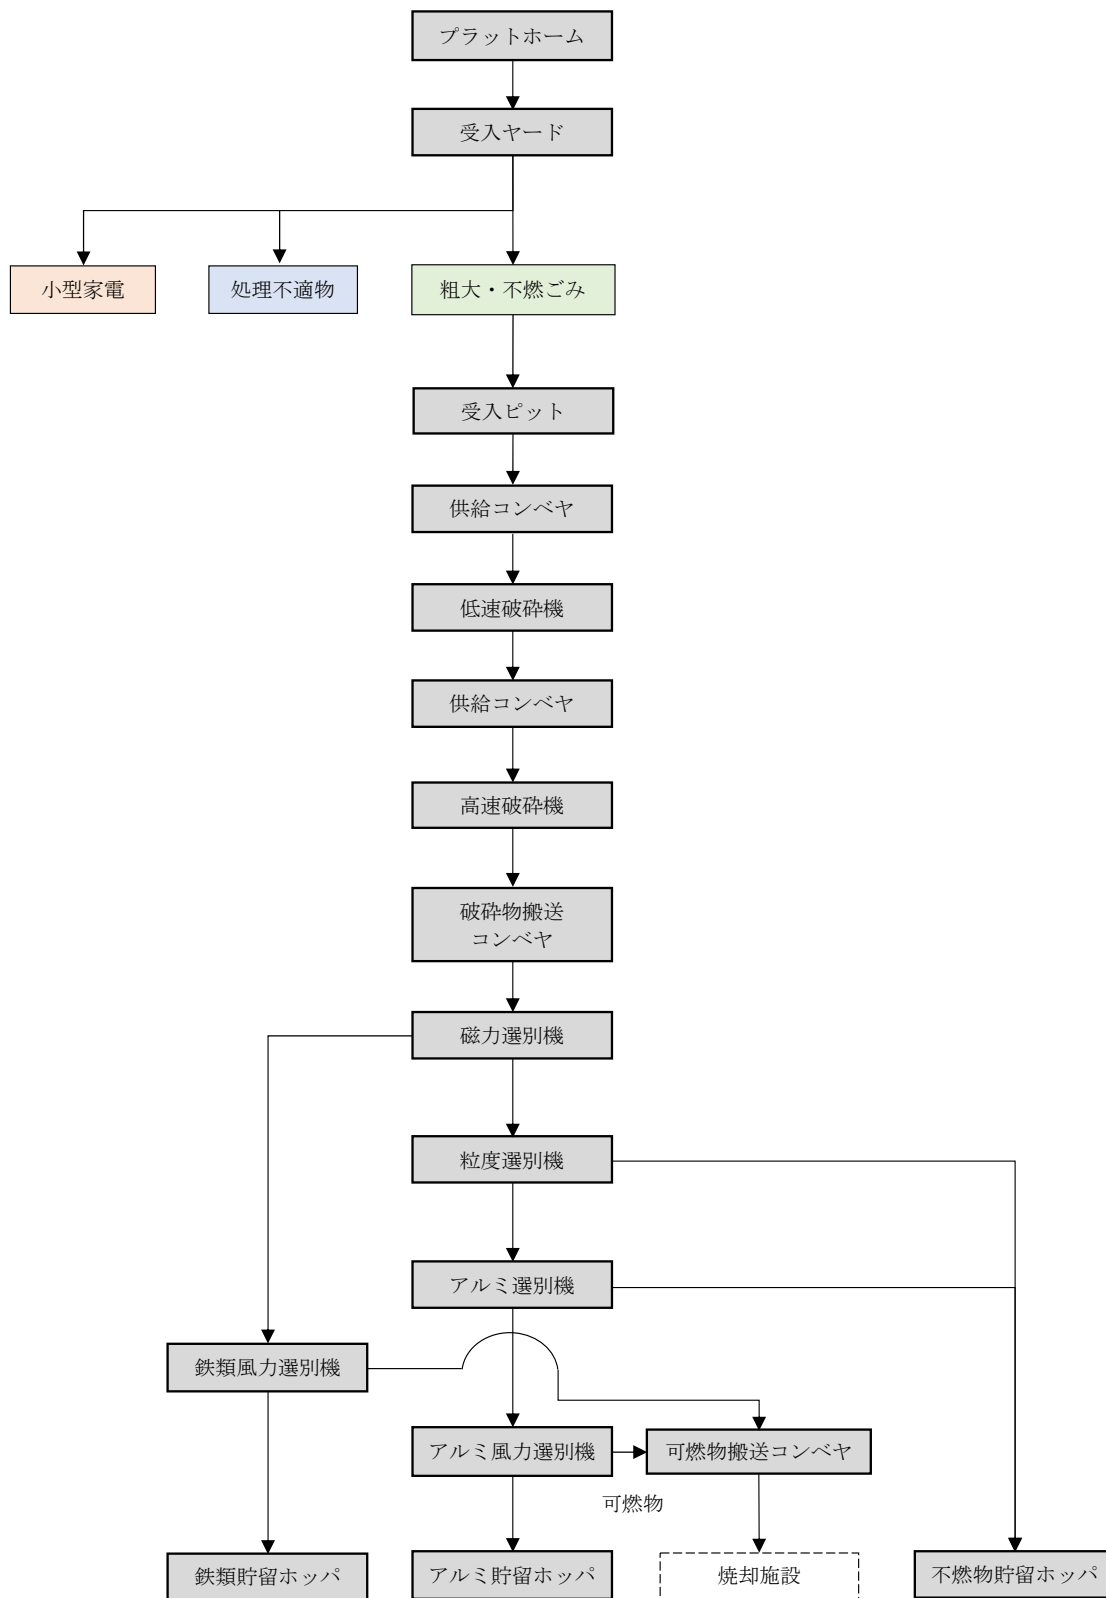 プラットホーム
受入ヤード
小型家電
処理不適物
粗大・不燃ごみ
受入ピット
供給コンベヤ
低速破砕機
供給コンベヤ
高速破砕機
破砕物搬送
コンベヤ
磁力選別機
粒度選別機
アルミ選別機
鉄類風力選別機
アルミ風力選別機
可燃物搬送コンベヤ
可燃物
鉄類貯留ホッパ
アルミ貯留ホッパ
焼却施設
不燃物貯留ホッパ